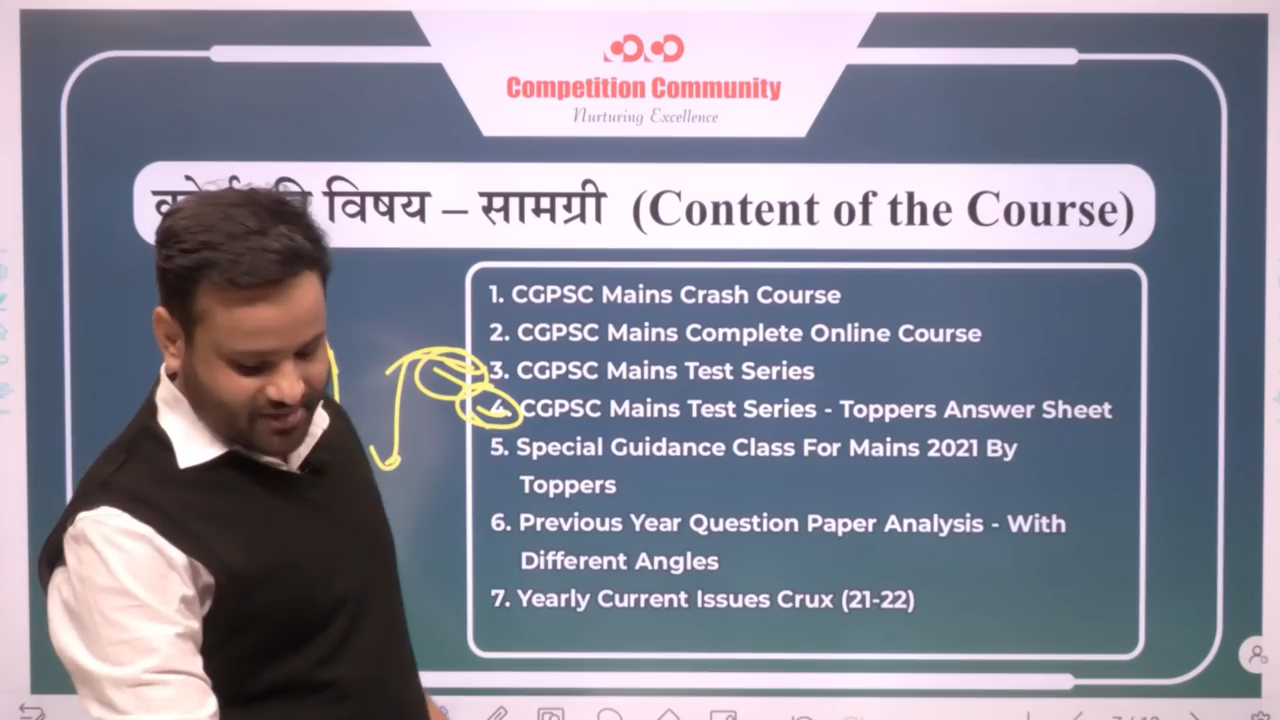 Competition Community
Nurturing Excellence
विषय – सामग्री (Content of the Course)
1. CGPSC Mains Crash Course
2. CGPSC Mains Complete Online Course
3. CGPSC Mains Test Series
4. CGPSC Mains Test Series - Toppers Answer Sheet
5. Special Guidance Class For Mains 2021 By
Toppers
6. Previous Year Question Paper Analysis - With
Different Angles
7. Yearly Current Issues Crux (21-22)